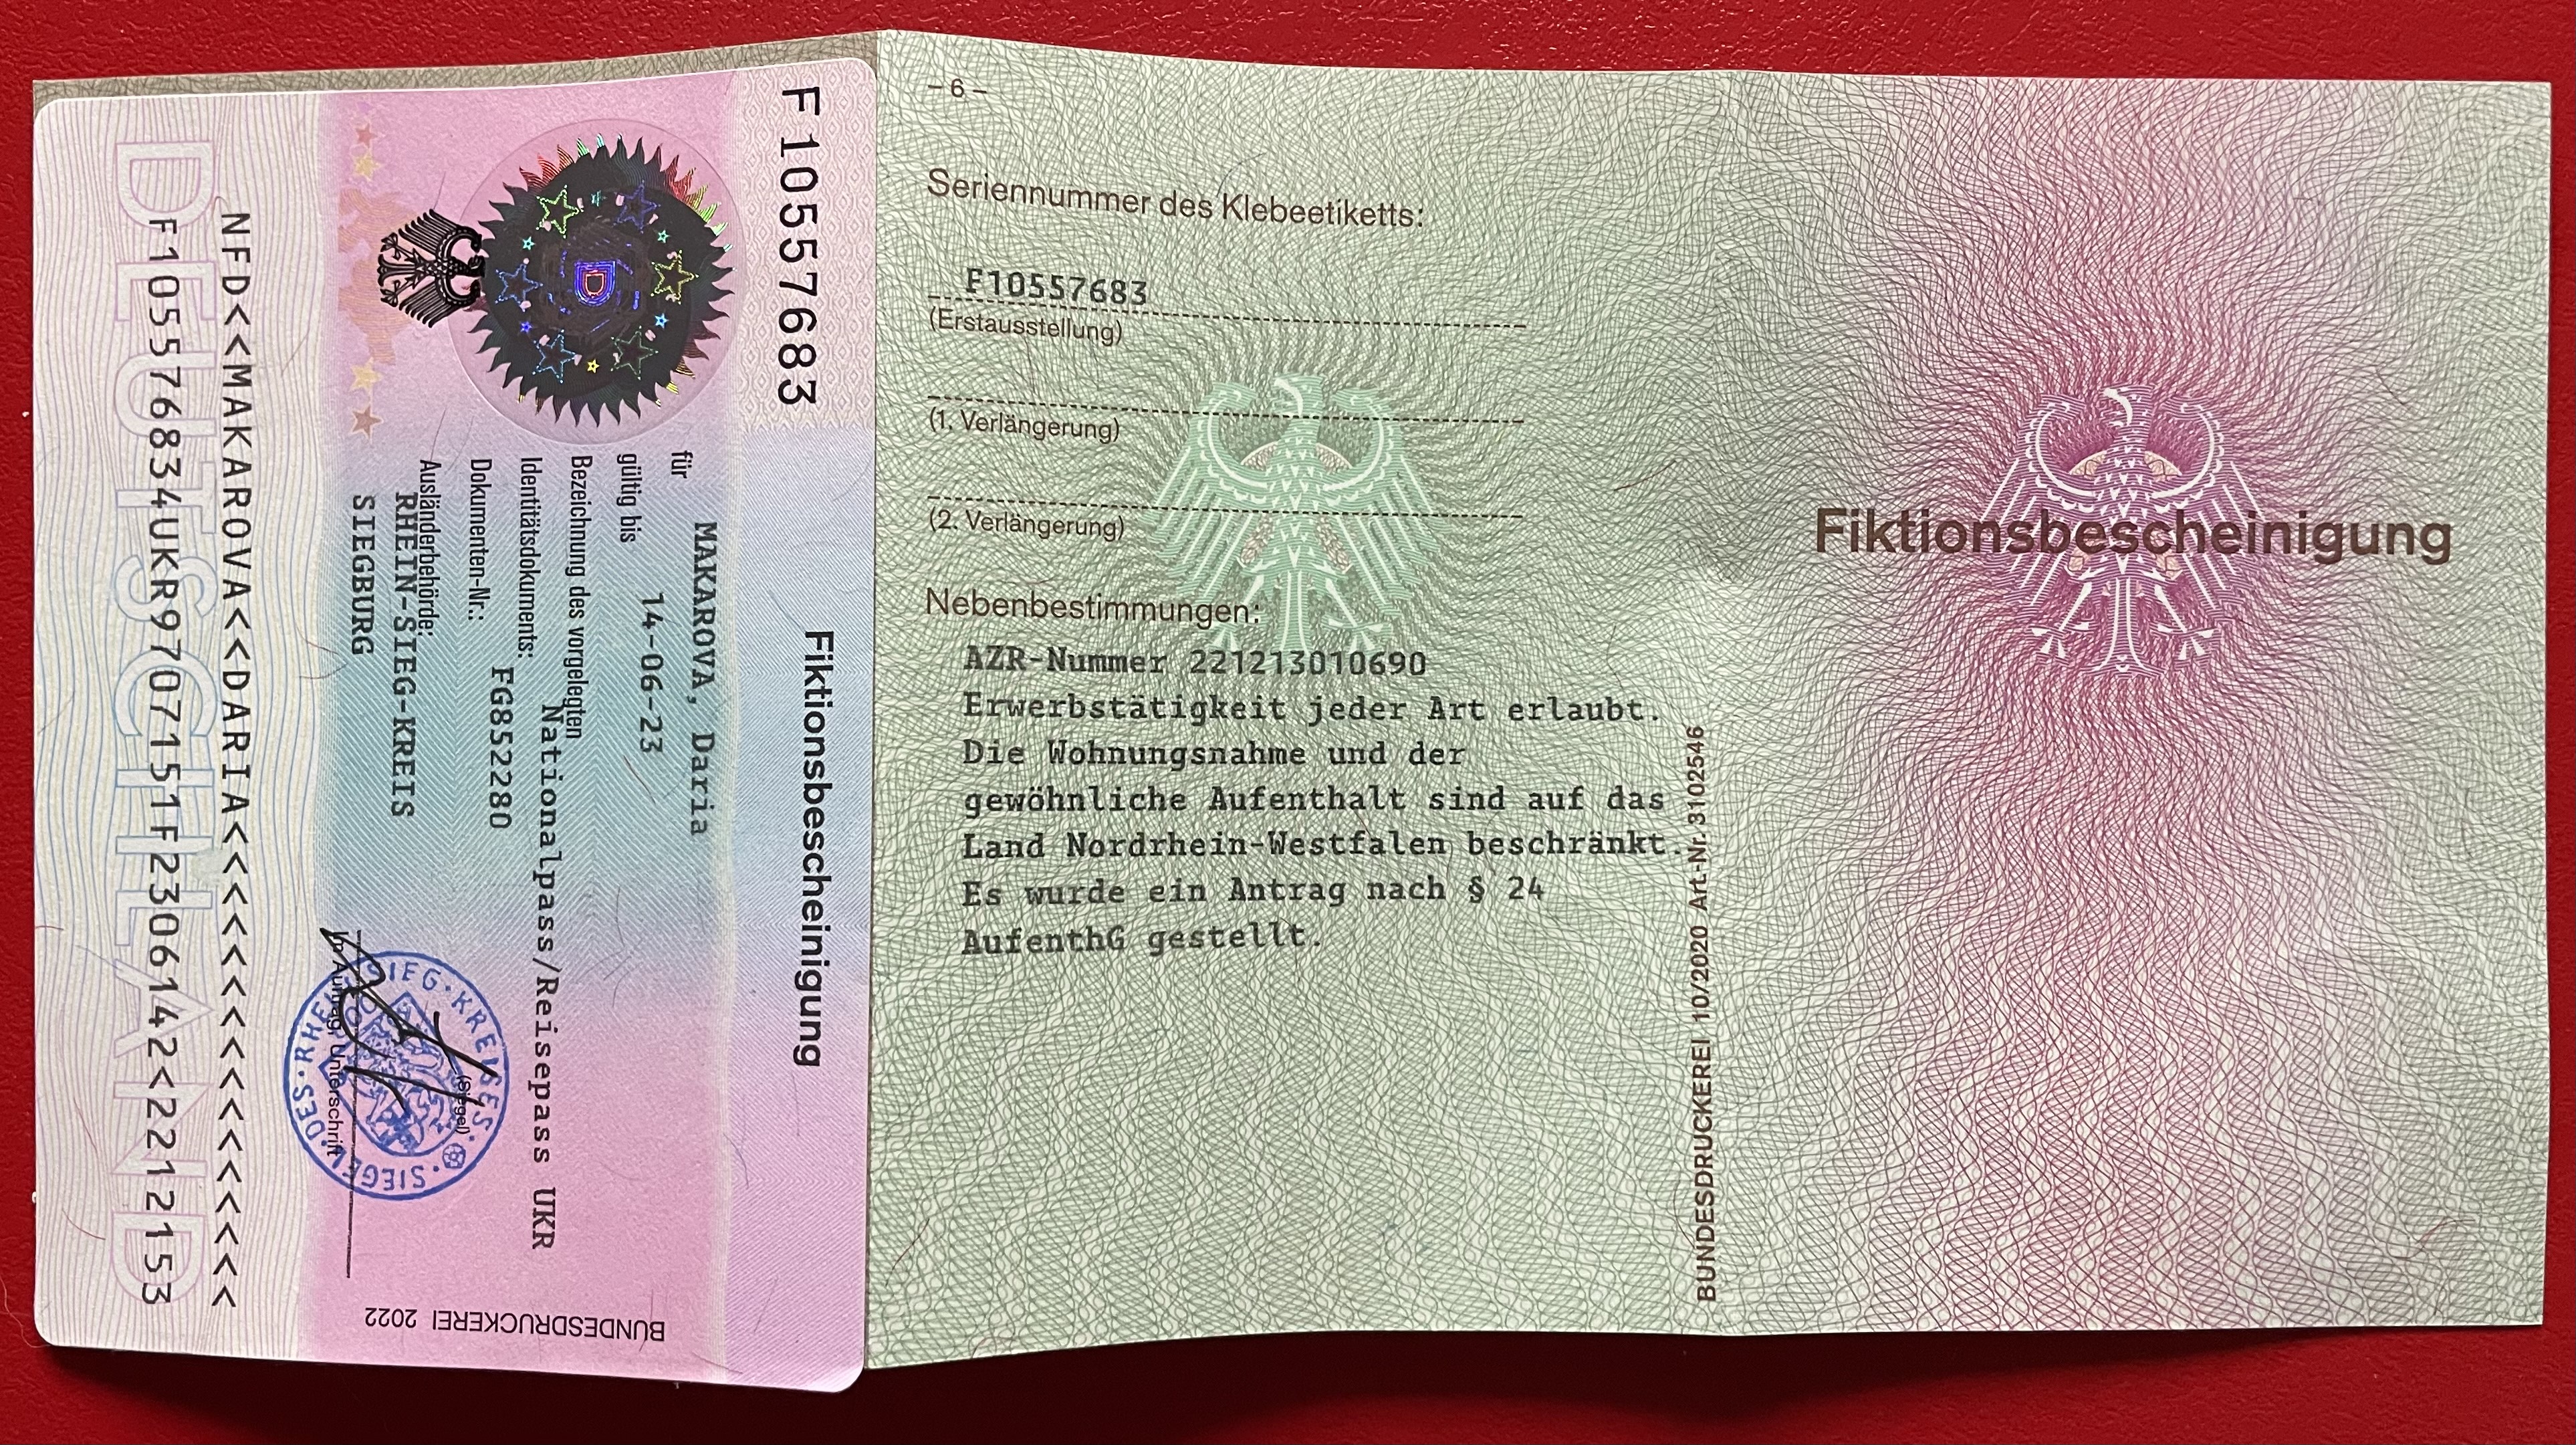 F10557683
Fiktionsbescheinigung
für
MAKAROVA, Daria
gültig bis
14-06-23
Bezeichnung des vorgelegten
Identitätsdokuments:
Nationalpass/Reisepass UKR
Dokumenten-Nr.:
FG852280
Ausländerbehörde:
RHEIN-SIEG-KREIS
SIEGBURG
(Siegel)
Im Auftrag, Unterschrift
SIEGEL·DES·RHEIN-SIEG·KREISES·
D
BUNDESDRUCKEREI 2022
DEUTSCHLAND
NFD<<MAKAROVA<<DARIA<<<<<<<<<<<<<<<<
F105576834UKR9707151F2306142<2212153
– 6 –
Seriennummer des Klebeetiketts:
F10557683
(Erstausstellung)
(1. Verlängerung)
(2. Verlängerung)
Nebenbestimmungen:
AZR-Nummer 221213010690
Erwerbstätigkeit jeder Art erlaubt.
Die Wohnungsnahme und der
gewöhnliche Aufenthalt sind auf das
Land Nordrhein-Westfalen beschränkt.
Es wurde ein Antrag nach § 24
AufenthG gestellt.
BUNDESDRUCKEREI 10/2020 Art.-Nr. 3102546
Fiktionsbescheinigung